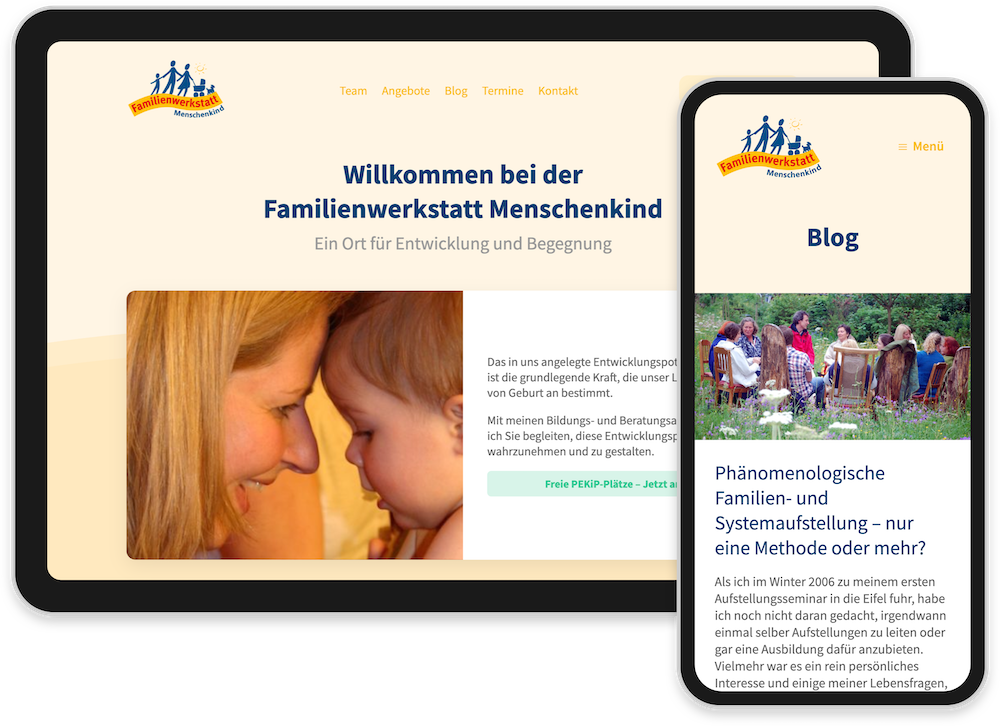 Familienwerkstatt
Menschenkind
Team Angebote Blog Termine Kontakt
Willkommen bei der
Familienwerkstatt Menschenkind
Ein Ort für Entwicklung und Begegnung
Das in uns angelegte Entwicklungspot
ist die grundlegende Kraft, die unser L
von Geburt an bestimmt.
Mit meinen Bildungs- und Beratungsa
ich Sie begleiten, diese Entwicklungsp
wahrzunehmen und zu gestalten.
Freie PEKiP-Plätze – Jetzt an
Familienwerkstatt
Menschenkind
≡ Menü
Blog
Phänomenologische
Familien- und
Systemaufstellung – nur
eine Methode oder mehr?
Als ich im Winter 2006 zu meinem ersten
Aufstellungsseminar in die Eifel fuhr, habe
ich noch nicht daran gedacht, irgendwann
einmal selber Aufstellungen zu leiten oder
gar eine Ausbildung dafür anzubieten.
Vielmehr war es ein rein persönliches
Interesse und einige meiner Lebensfragen,